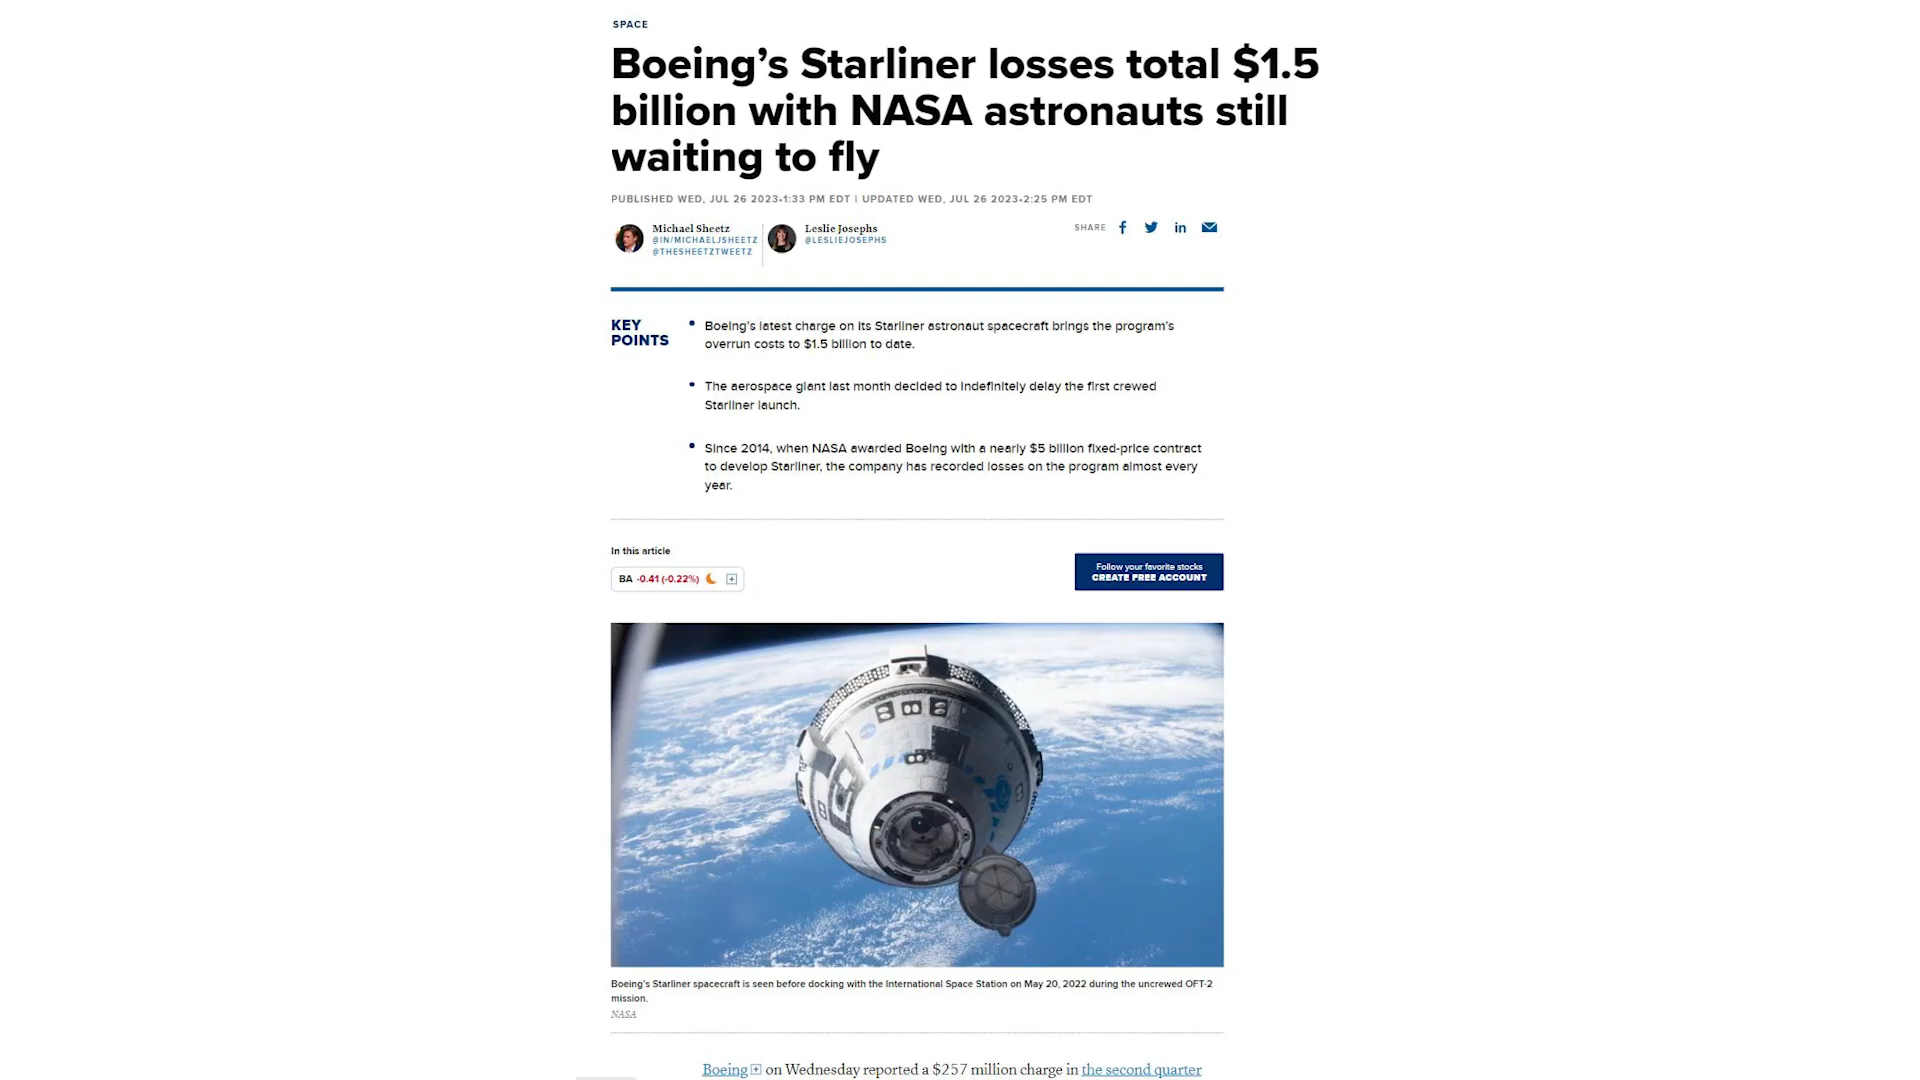 SPACE
Boeing’s Starliner losses total $1.5
billion with NASA astronauts still
waiting to fly
PUBLISHED WED, JUL 26 2023•1:33 PM EDT | UPDATED WED, JUL 26 2023•2:25 PM EDT
Michael Sheetz
@IN/MICHAELJSHEETZ
@THESHEETZTWEETZ
Leslie Josephs
@LESLIEJOSEPHS
SHARE
KEY
POINTS
• Boeing’s latest charge on its Starliner astronaut spacecraft brings the program’s
overrun costs to $1.5 billion to date.
• The aerospace giant last month decided to indefinitely delay the first crewed
Starliner launch.
• Since 2014, when NASA awarded Boeing with a nearly $5 billion fixed-price contract
to develop Starliner, the company has recorded losses on the program almost every
year.
In this article
BA -0.41 (-0.22%)
Follow your favorite stocks
CREATE FREE ACCOUNT
Boeing’s Starliner spacecraft is seen before docking with the International Space Station on May 20, 2022 during the uncrewed OFT-2
mission.
NASA
Boeing on Wednesday reported a $257 million charge in the second quarter